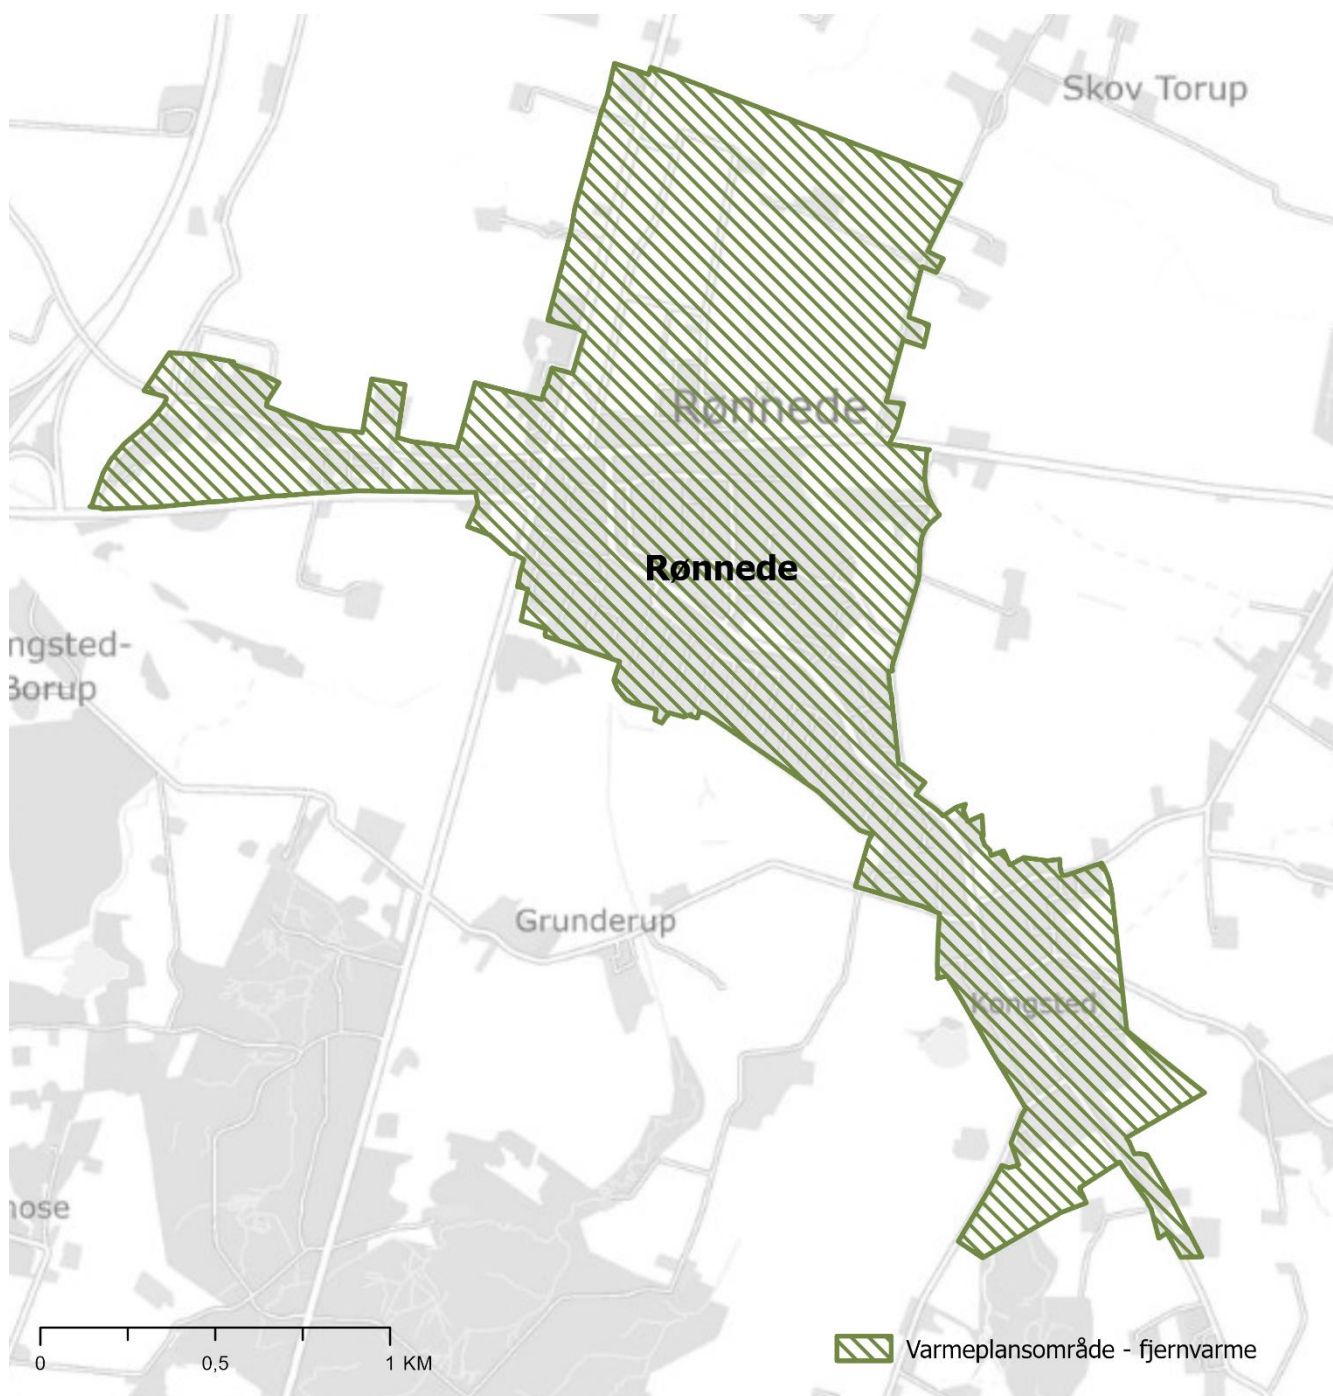 Skov Torup
Rønnede
Rønnede
ngsted-
Borup
Grunderup
Kongsted
nose
0
0,5
1 KM
Varmeplansområde - fjernvarme